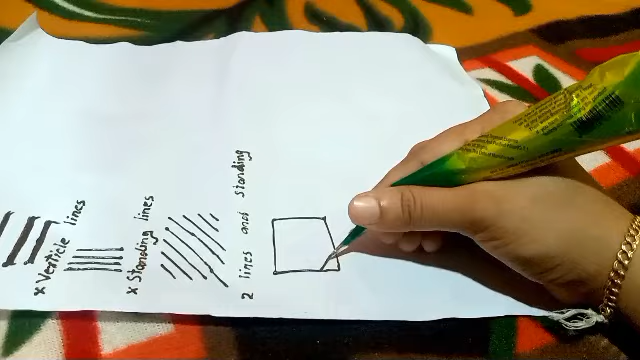 x Verticle lines
x Standing lines
2 lines and standing